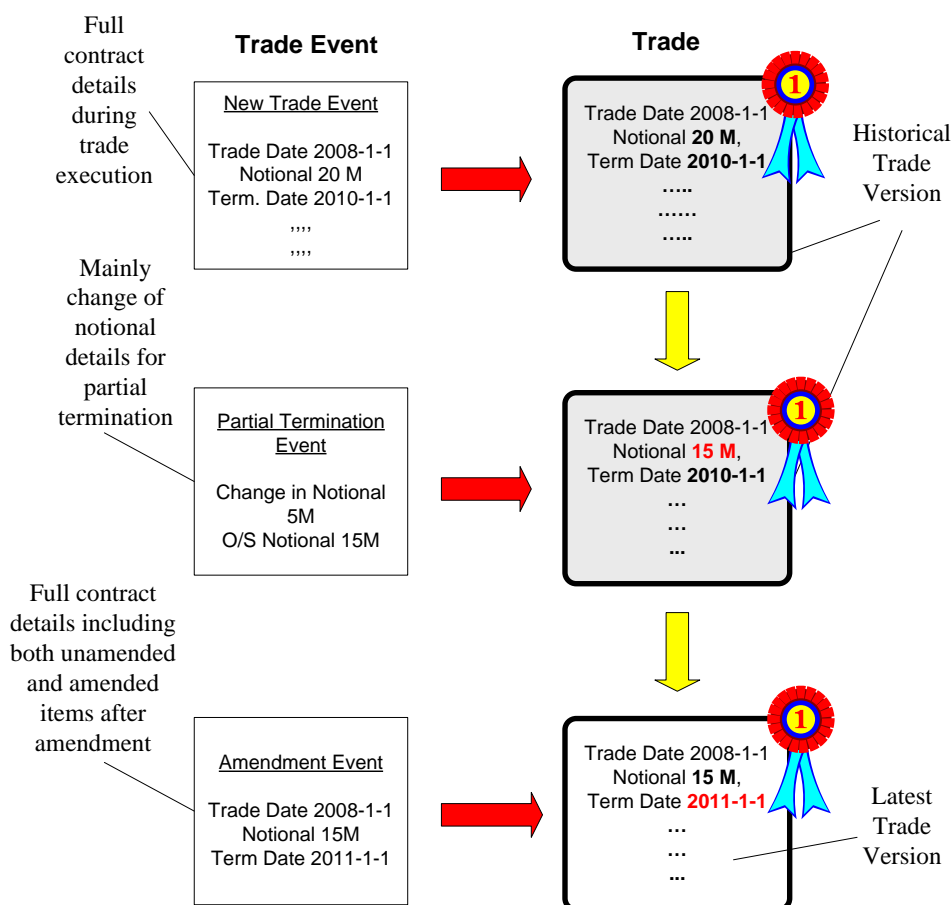 Full
contract
details
during
trade
execution
Trade Event
New Trade Event
Trade Date 2008-1-1
Notional 20 M
Term. Date 2010-1-1
,,,,
,,,,
Trade
1
Trade Date 2008-1-1
Notional 20 M,
Term Date 2010-1-1
…..
……
…..
Historical
Trade
Version
Mainly
change of
notional
details for
partial
termination
Partial Termination
Event
Change in Notional
5M
O/S Notional 15M
1
Trade Date 2008-1-1
Notional 15 M,
Term Date 2010-1-1
…
…
...
Full contract
details including
both unamended
and amended
items after
amendment
Amendment Event
Trade Date 2008-1-1
Notional 15M
Term Date 2011-1-1
1
Trade Date 2008-1-1
Notional 15 M,
Term Date 2011-1-1
…
…
...
Latest
Trade
Version